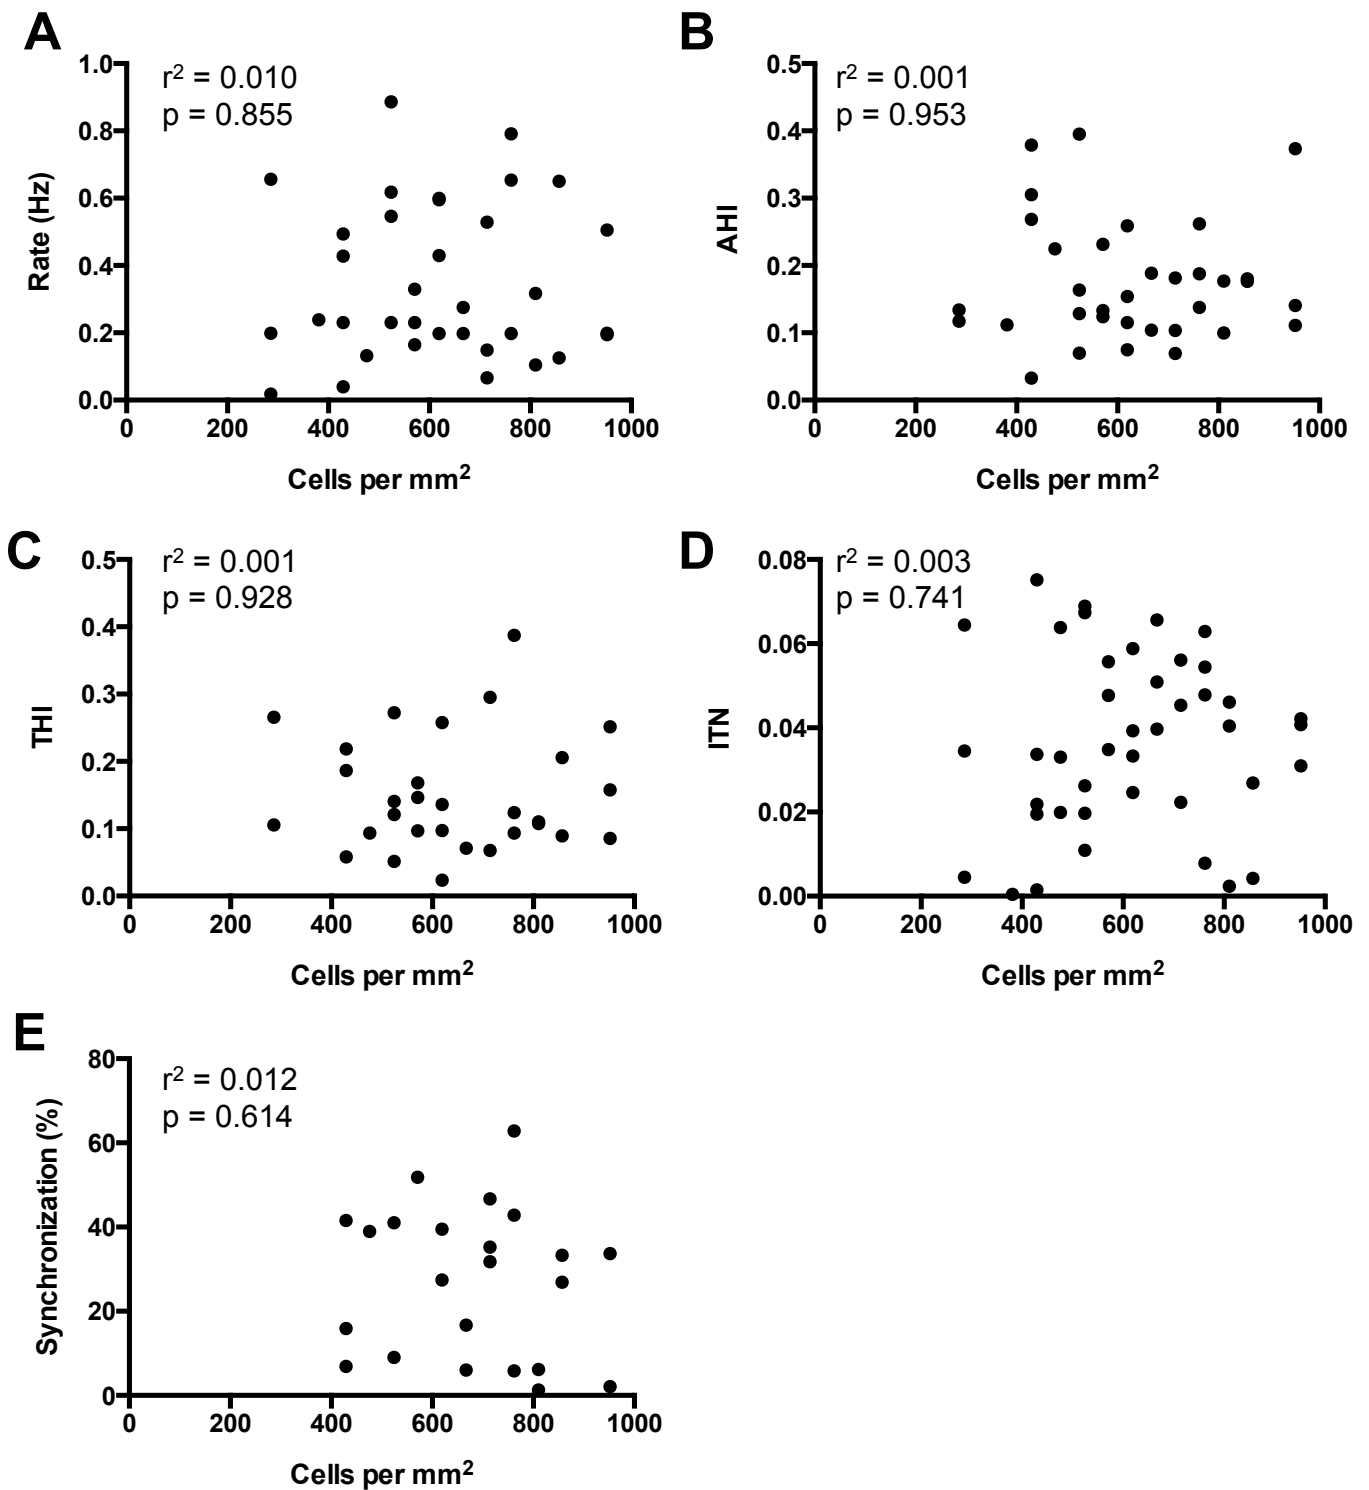 A
r² = 0.010
p = 0.855
1.0
0.8
0.6
0.4
0.2
0.0
Rate (Hz)
0 200 400 600 800 1000
Cells per mm²
B
r² = 0.001
p = 0.953
0.5
0.4
0.3
0.2
0.1
0.0
AHI
0 200 400 600 800 1000
Cells per mm²
C
r² = 0.001
p = 0.928
0.5
0.4
0.3
0.2
0.1
0.0
THI
0 200 400 600 800 1000
Cells per mm²
D
r² = 0.003
p = 0.741
0.08
0.06
0.04
0.02
0.00
ITN
0 200 400 600 800 1000
Cells per mm²
E
r² = 0.012
p = 0.614
80
60
40
20
0
Synchronization (%)
0 200 400 600 800 1000
Cells per mm²